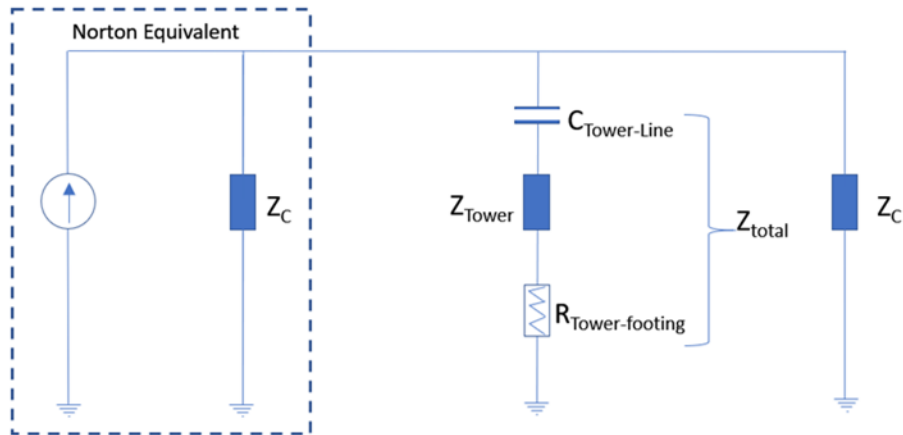 Norton Equivalent
C_Tower-Line
Z_C
Z_Tower
Z_total
Z_C
R_Tower-footing